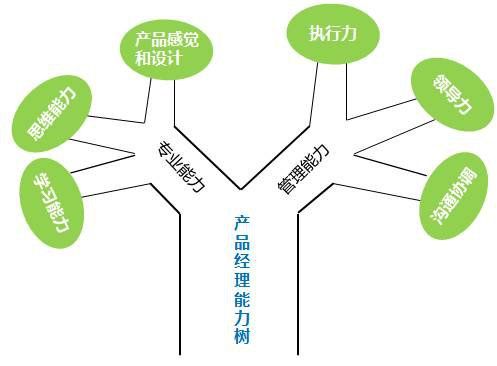 产品感觉
和设计
执行力
思维能力
领导力
学习能力
专业能力
管理能力
沟通协调
产品经理能力树